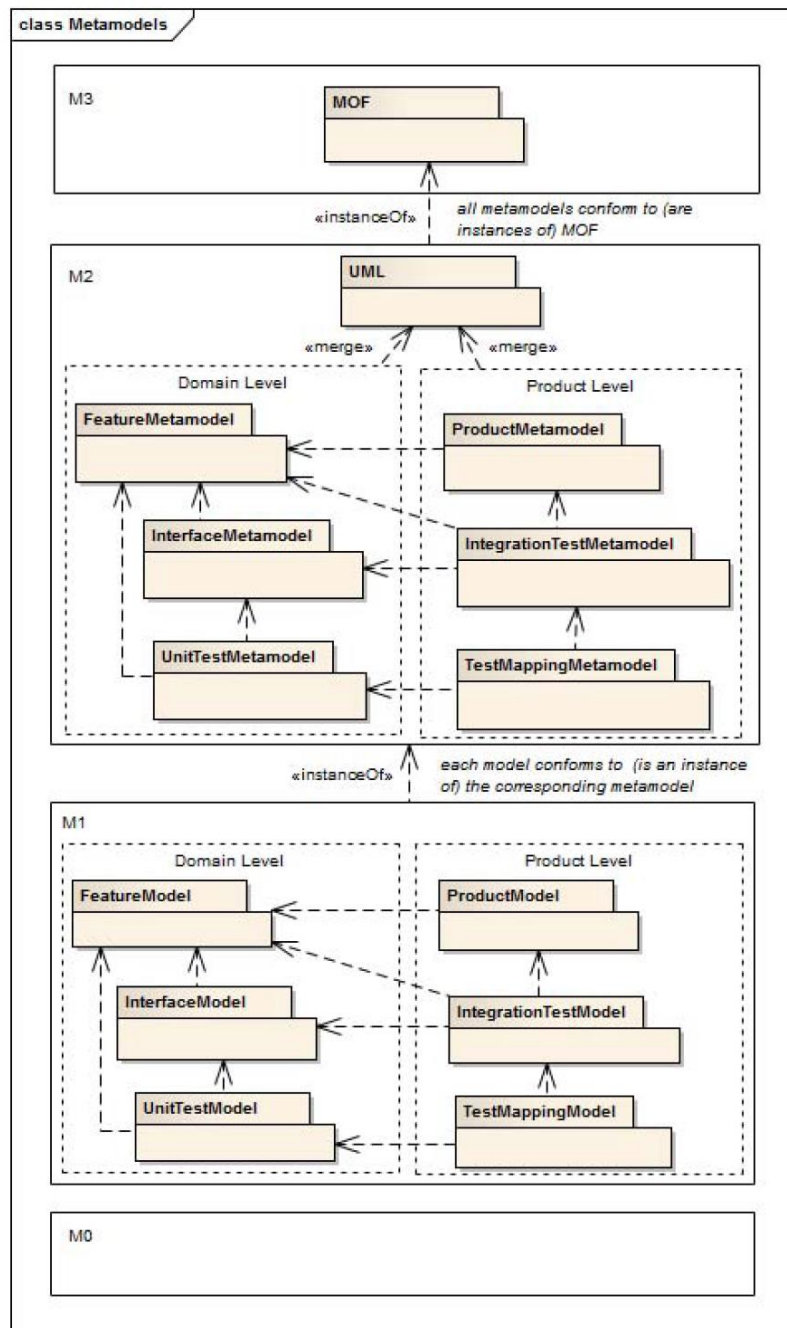 class Metamodels
M3
MOF
«instanceOf»
all metamodels conform to (are
instances of) MOF
M2
UML
«merge»
«merge»
Domain Level
Product Level
FeatureMetamodel
ProductMetamodel
InterfaceMetamodel
IntegrationTestMetamodel
UnitTestMetamodel
TestMappingMetamodel
«instanceOf»
each model conforms to (is an instance
of) the corresponding metamodel
M1
Domain Level
Product Level
FeatureModel
ProductModel
InterfaceModel
IntegrationTestModel
UnitTestModel
TestMappingModel
M0